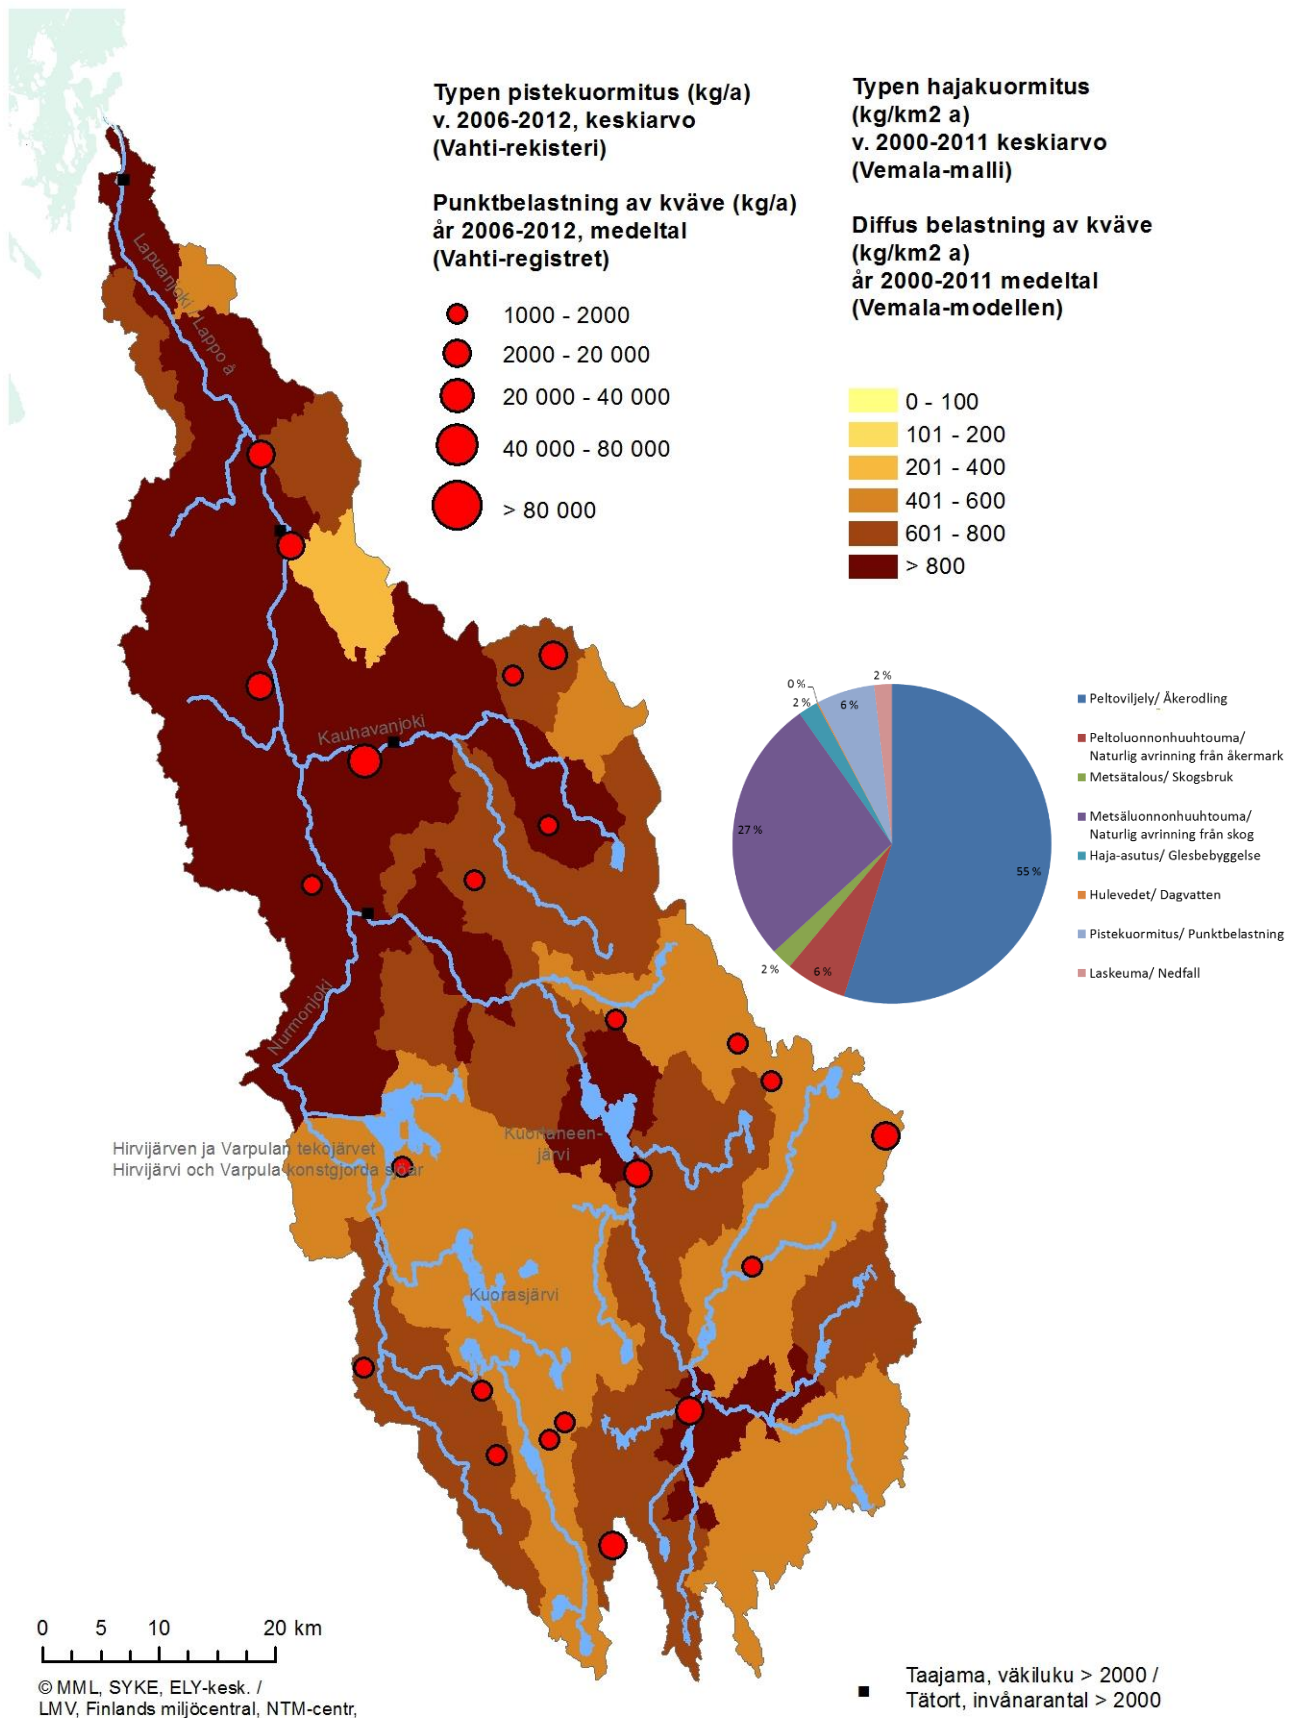 Typen pistekuormitus (kg/a)
v. 2006-2012, keskiarvo
(Vahti-rekisteri)
Punktbelastning av kväve (kg/a)
år 2006-2012, medeltal
(Vahti-registret)
1000 - 2000
2000 - 20 000
20 000 - 40 000
40 000 - 80 000
> 80 000
Typen hajakuormitus
(kg/km2 a)
v. 2000-2011 keskiarvo
(Vemala-malli)
Diffus belastning av kväve
(kg/km2 a)
år 2000-2011 medeltal
(Vemala-modellen)
0 - 100
101 - 200
201 - 400
401 - 600
601 - 800
> 800
Lapuanjoki - Lappo å
Kauhavanjoki
Nurmonjoki
Hirvijärven ja Varpulan tekojärvet
Hirvijärvi och Varpula konstgjorda sjöar
Kuortaneen-
järvi
Kuorasjärvi
0 %
2 %
2 %
6 %
27 %
55 %
2 %
6 %
Peltoviljely/ Åkerodling
Peltoluonnonhuuhtouma/
Naturlig avrinning från åkermark
Metsätalous/ Skogsbruk
Metsäluonnonhuuhtouma/
Naturlig avrinning från skog
Haja-asutus/ Glesbebyggelse
Hulevedet/ Dagvatten
Pistekuormitus/ Punktbelastning
Laskeuma/ Nedfall
0 5 10 20 km
© MML, SYKE, ELY-kesk. /
LMV, Finlands miljöcentral, NTM-centr,
Taajama, väkiluku > 2000 /
Tätort, invånarantal > 2000